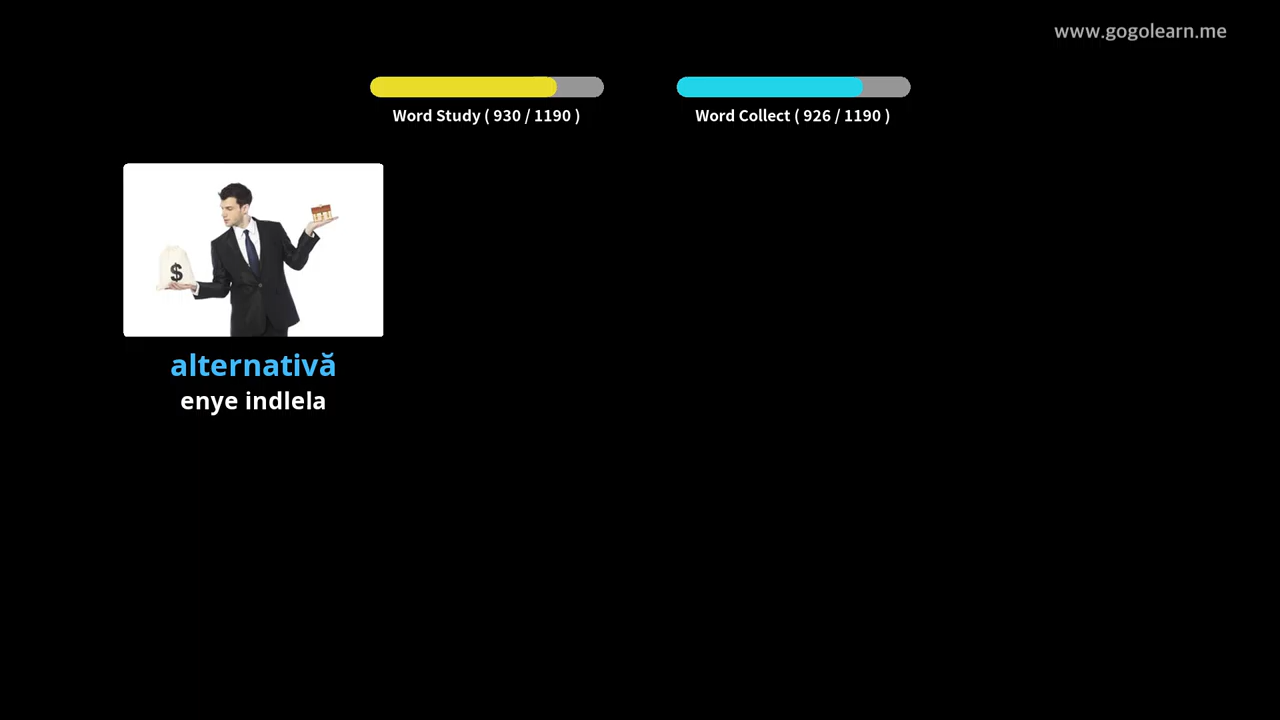 www.gogolearn.me
Word Study ( 930 / 1190 )
Word Collect ( 926 / 1190 )
$
alternativă
enye indlela